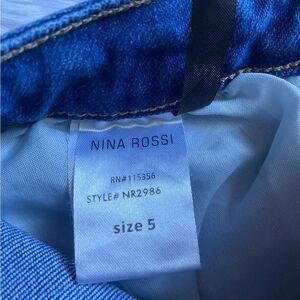 NINA ROSSI
RN#115356
STYLE# NR2986
size 5